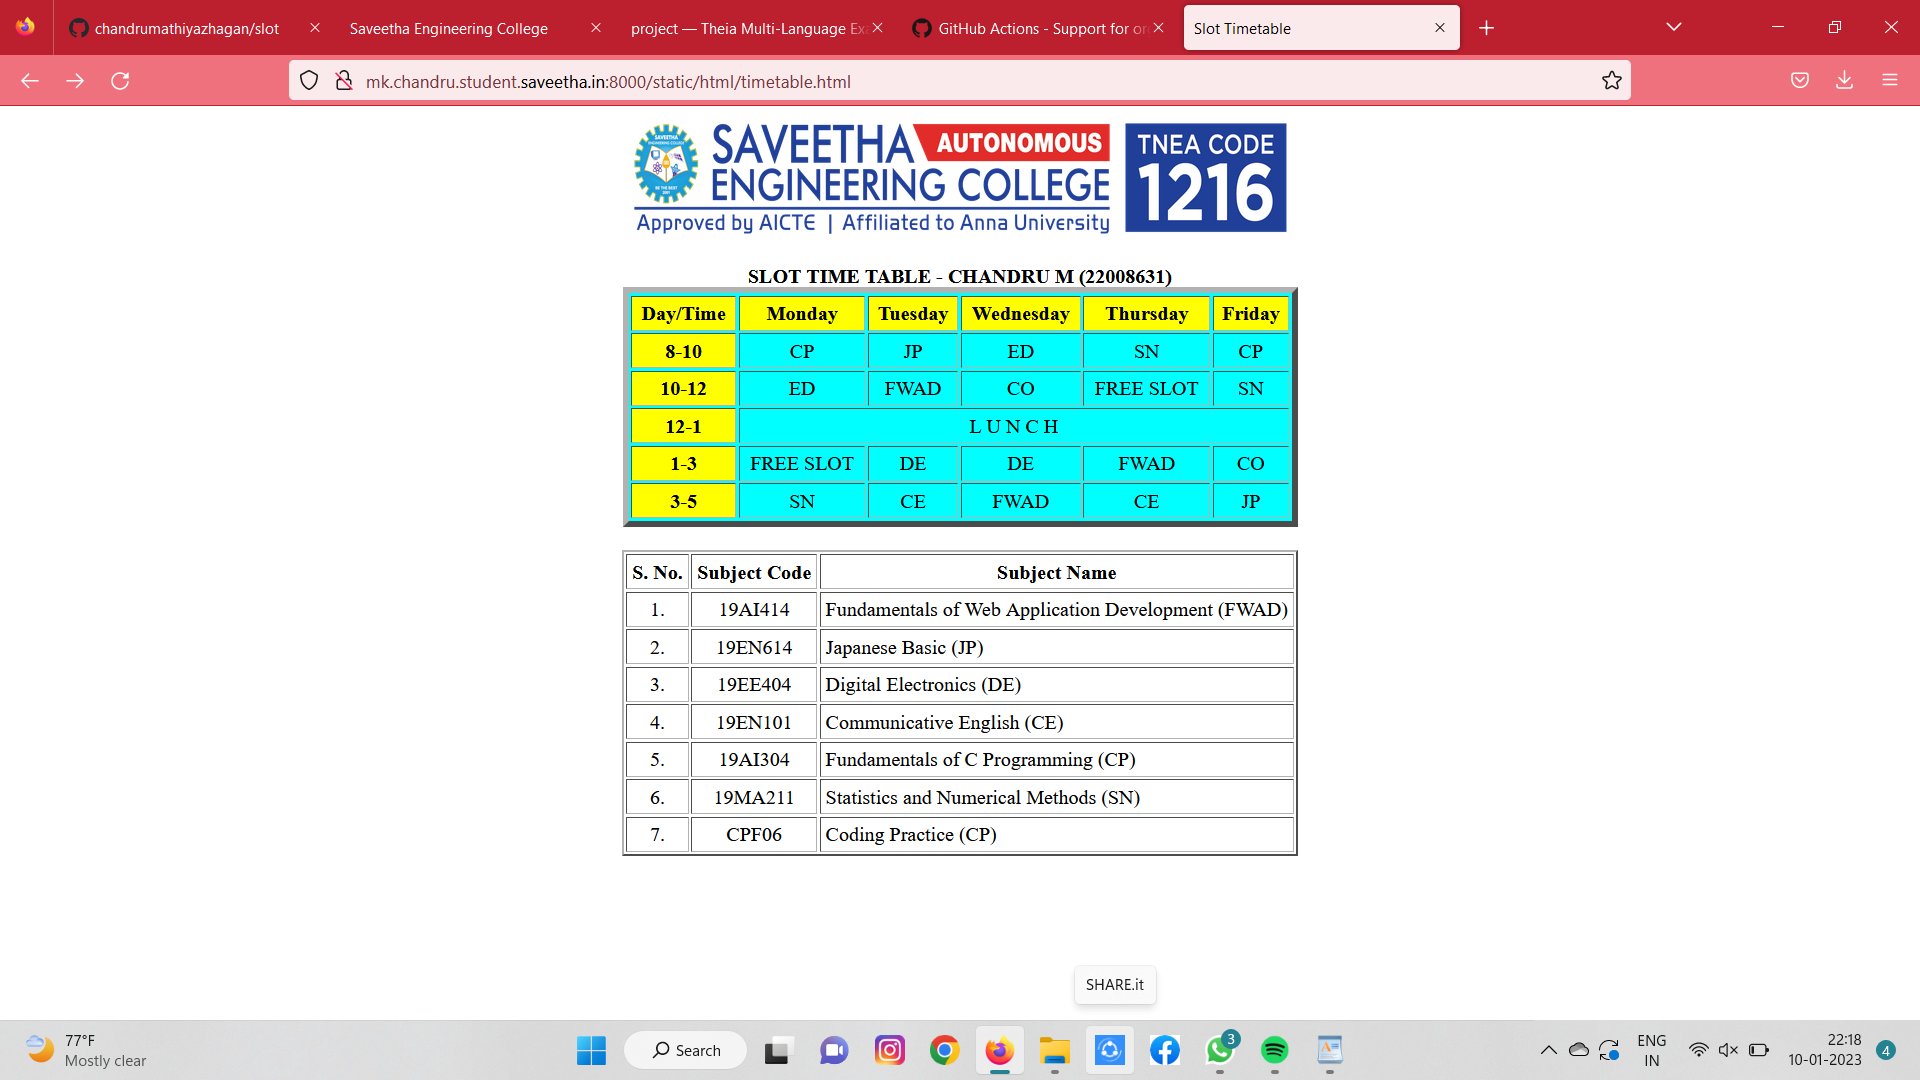 chandrumathiyazhagan/slot
Saveetha Engineering College
project — Theia Multi-Language Ex
GitHub Actions - Support for or
Slot Timetable
mk.chandru.student.saveetha.in:8000/static/html/timetable.html
SAVEETHA AUTONOMOUS
ENGINEERING COLLEGE
Approved by AICTE | Affiliated to Anna University
TNEA CODE
1216
SLOT TIME TABLE - CHANDRU M (22008631)
Day/Time Monday Tuesday Wednesday Thursday Friday
8-10 CP JP ED SN CP
10-12 ED FWAD CO FREE SLOT SN
12-1 L U N C H
1-3 FREE SLOT DE DE FWAD CO
3-5 SN CE FWAD CE JP
S. No. Subject Code Subject Name
1. 19AI414 Fundamentals of Web Application Development (FWAD)
2. 19EN614 Japanese Basic (JP)
3. 19EE404 Digital Electronics (DE)
4. 19EN101 Communicative English (CE)
5. 19AI304 Fundamentals of C Programming (CP)
6. 19MA211 Statistics and Numerical Methods (SN)
7. CPF06 Coding Practice (CP)
SHARE.it
77°F
Mostly clear
Search
3
ENG
IN
22:18
10-01-2023
4